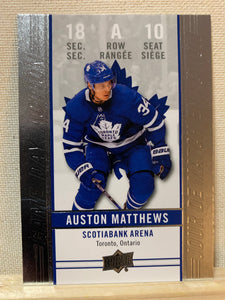 18 A 10
SEC. ROW SEAT
SEC. RANGÉE SIÈGE
34
AUSTON MATTHEWS
SCOTIABANK ARENA
Toronto, Ontario
UPPER DECK